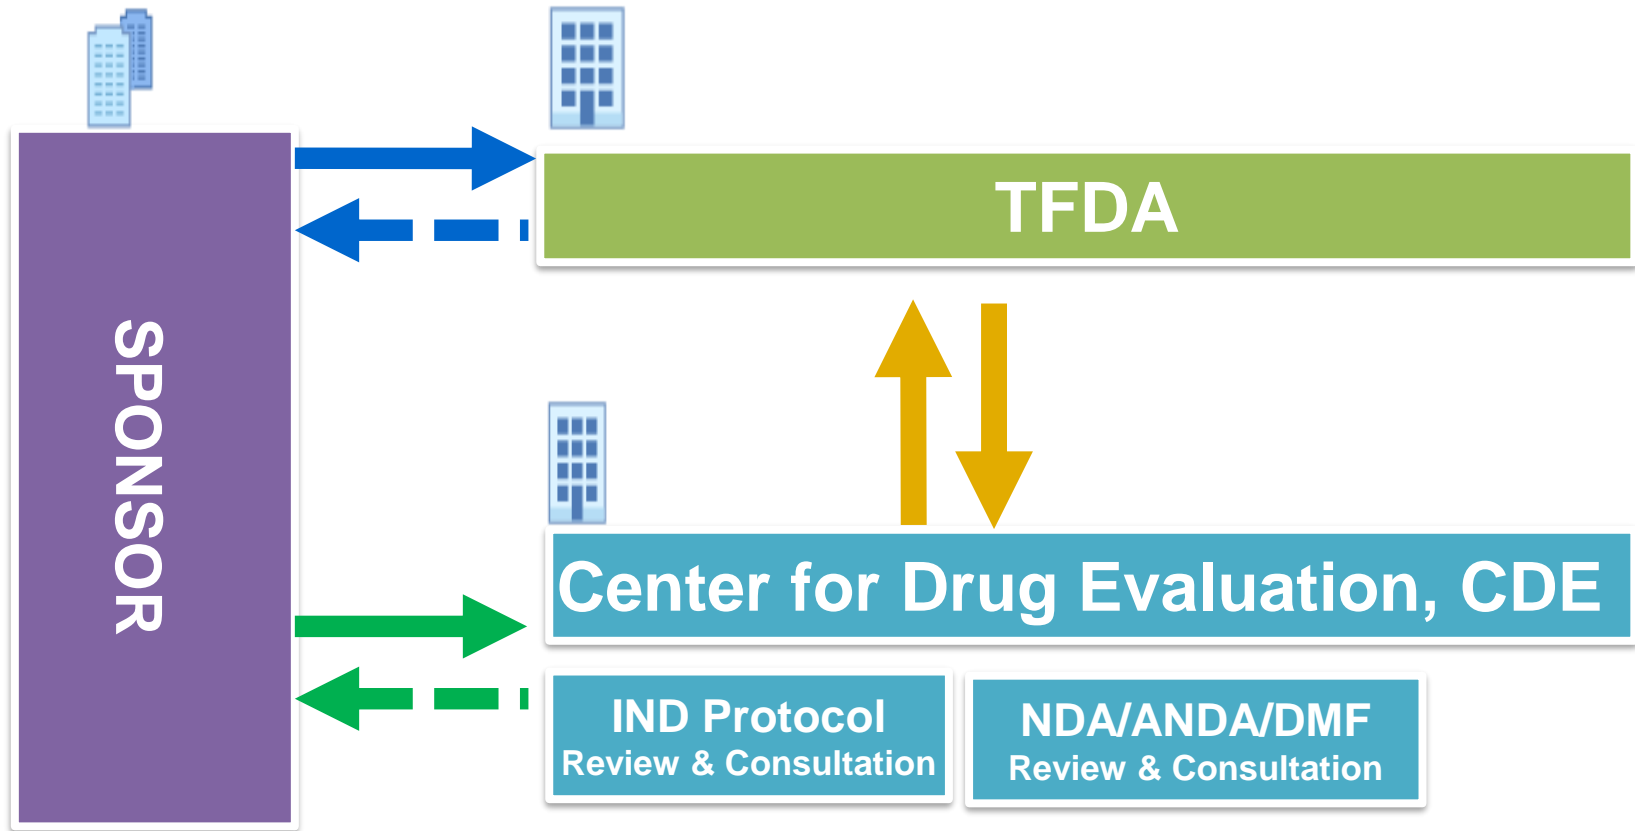 SPONSOR
TFDA
Center for Drug Evaluation, CDE
IND Protocol
Review & Consultation
NDA/ANDA/DMF
Review & Consultation